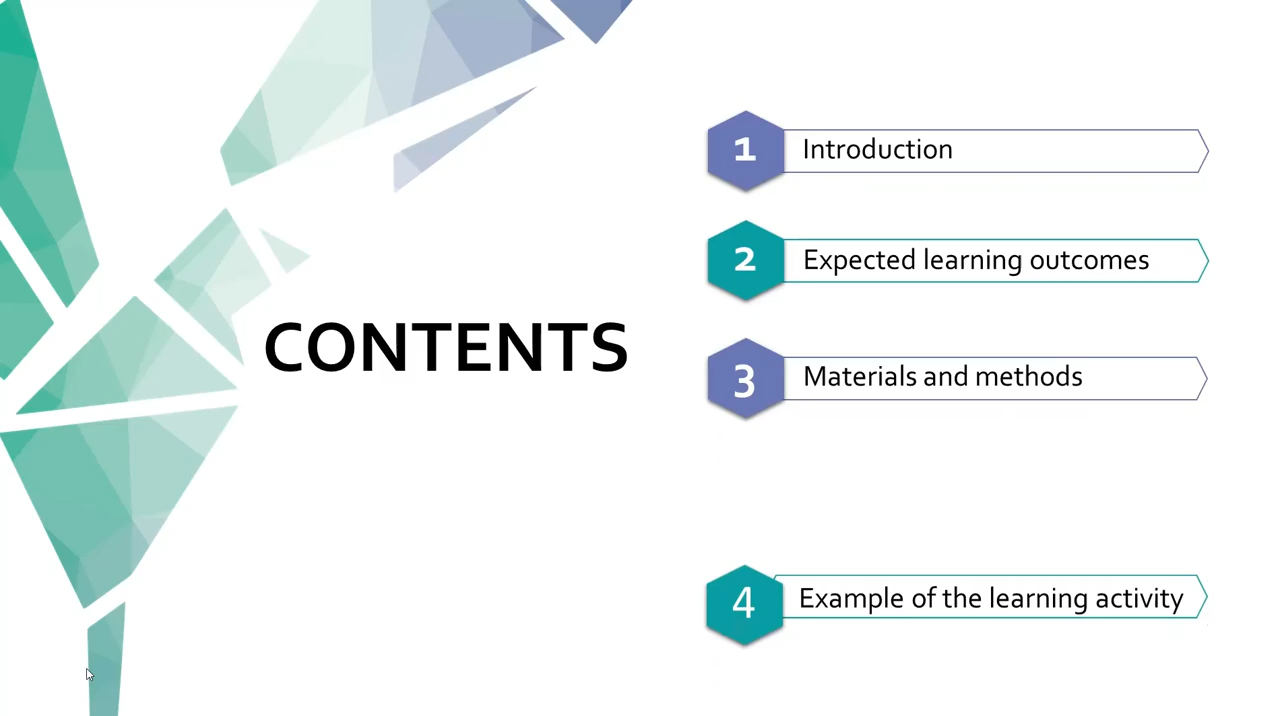 CONTENTS
1 Introduction
2 Expected learning outcomes
3 Materials and methods
4 Example of the learning activity